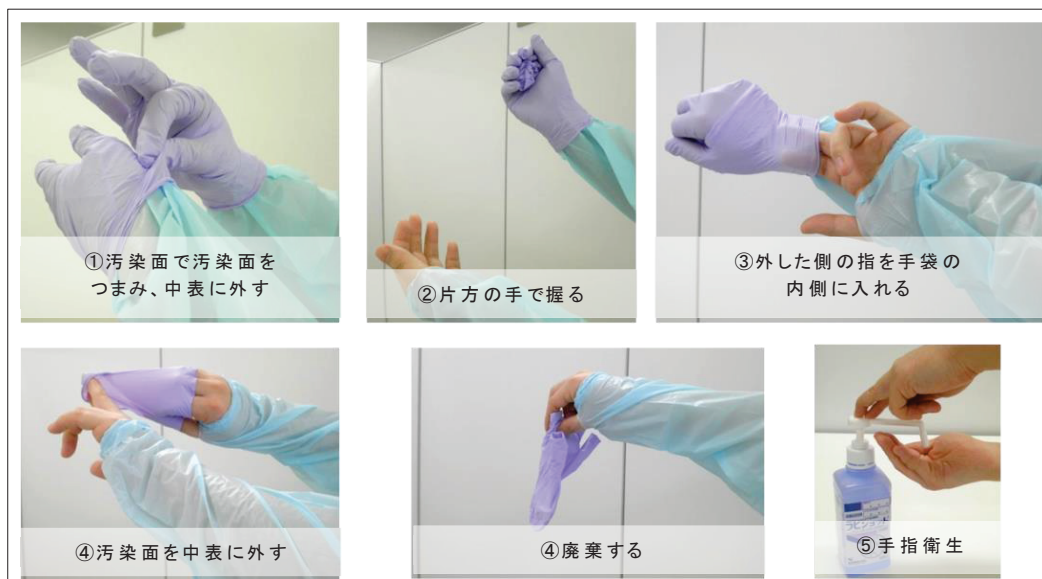 ①汚染面で汚染面を
つまみ、中表に外す
②片方の手で握る
③外した側の指を手袋の
内側に入れる
④汚染面を中表に外す
④廃棄する
⑤手指衛生
ラビジ